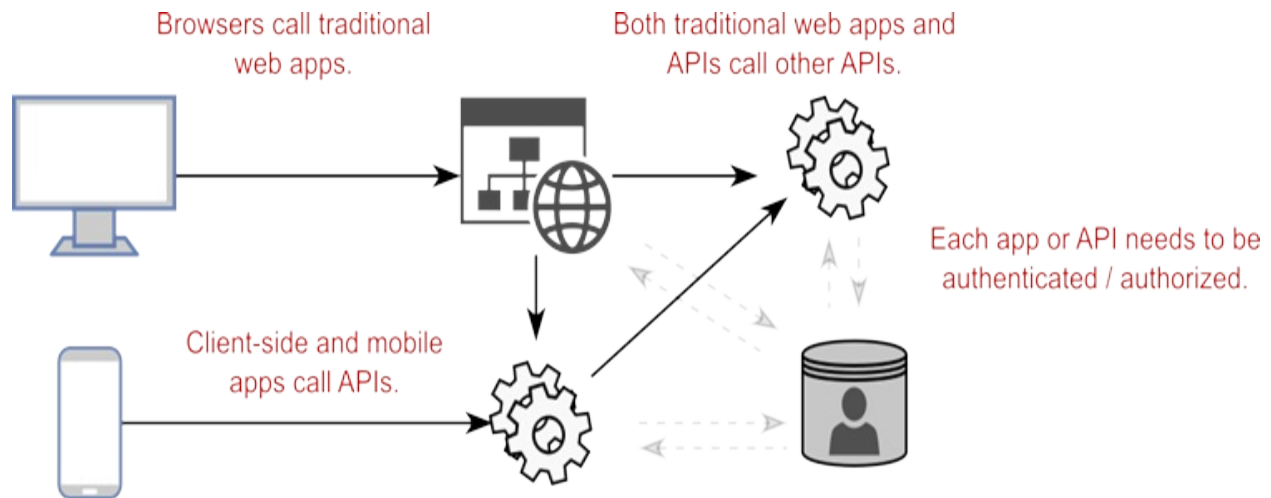 Browsers call traditional
web apps.
Both traditional web apps and
APIs call other APIs.
Each app or API needs to be
authenticated / authorized.
Client-side and mobile
apps call APIs.